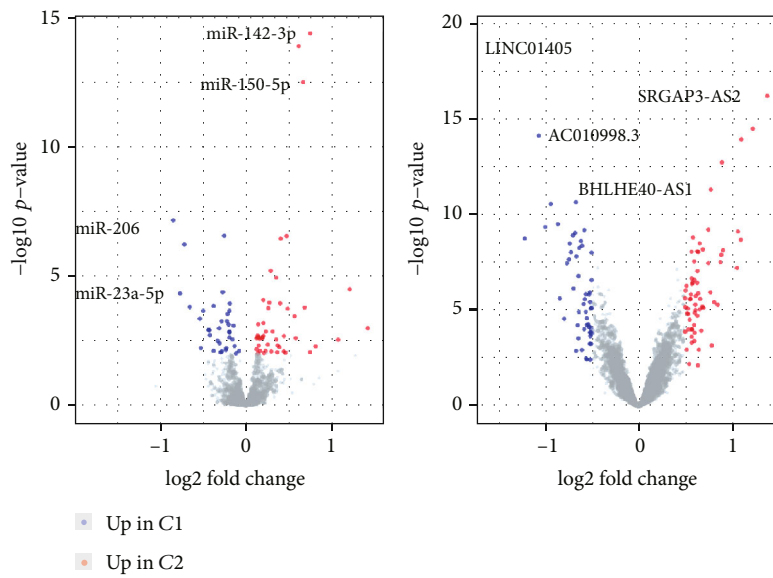 15
10
5
0
−log10 p−value
miR-142-3p
miR-150-5p
miR-206
miR-23a-5p
−1
0
1
log2 fold change
20
15
10
5
0
−log10 p−value
LINC01405
SRGAP3-AS2
AC010998.3
BHLHE40-AS1
−1
0
1
log2 fold change
Up in C1
Up in C2